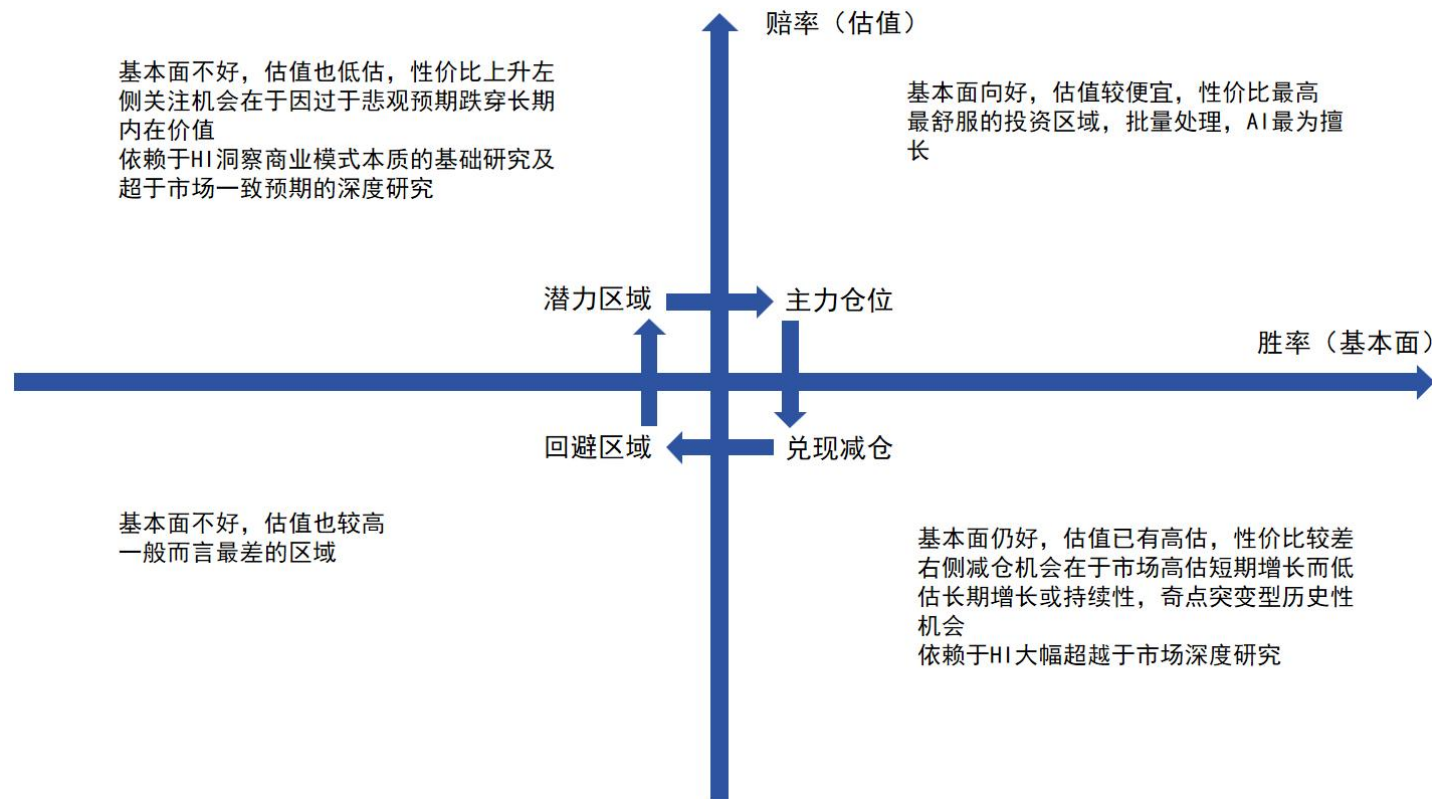 赔率（估值）
基本面不好，估值也低估，性价比上升左
侧关注机会在于因过于悲观预期跌穿长期
内在价值
依赖于HI洞察商业模式本质的基础研究及
超于市场一致预期的深度研究
基本面向好，估值较便宜，性价比最高
最舒服的投资区域，批量处理，AI最为擅
长
潜力区域
主力仓位
胜率（基本面）
回避区域
兑现减仓
基本面不好，估值也较高
一般而言最差的区域
基本面仍好，估值已有高估，性价比较差
右侧减仓机会在于市场高估短期增长而低
估长期增长或持续性，奇点突变型历史性
机会
依赖于HI大幅超越于市场深度研究